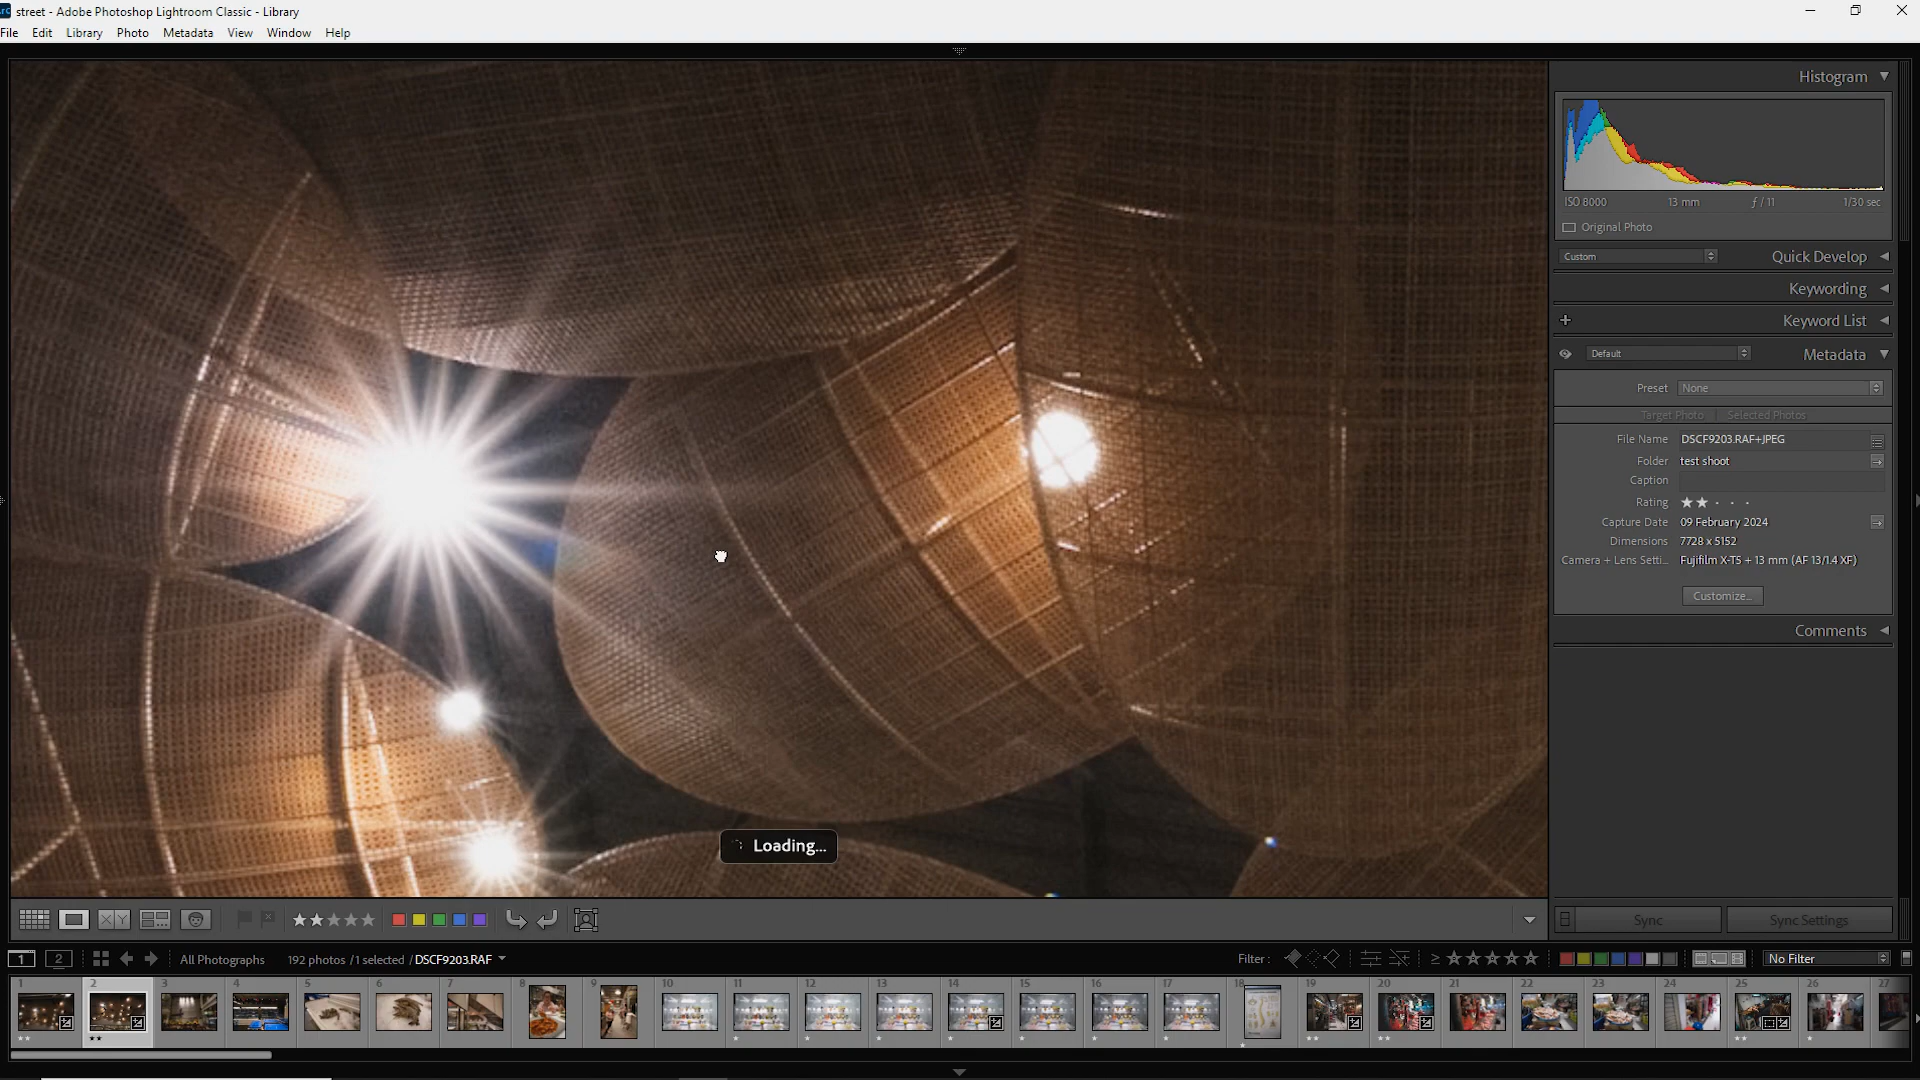 street - Adobe Photoshop Lightroom Classic - Library
File Edit Library Photo Metadata View Window Help
Histogram
ISO 8000 13 mm ƒ / 11 1/30 sec
Original Photo
Custom Quick Develop
Keywording
Keyword List
Default Metadata
Preset None
Target Photo Selected Photos
File Name DSCF9203.RAF+JPEG
Folder test shoot
Caption
Rating
Capture Date 09 February 2024
Dimensions 7728 x 5152
Camera + Lens Setti... Fujifilm X-T5 + 13 mm (AF 13/1.4 XF)
Customize...
Comments
Loading...
X Y
Sync Sync Settings
1 2 All Photographs 192 photos / 1 selected / DSCF9203.RAF Filter : ≥ No Filter
1 2 3 4 5 6 7 8 9 10 11 12 13 14 15 16 17 18 19 20 21 22 23 24 25 26 27